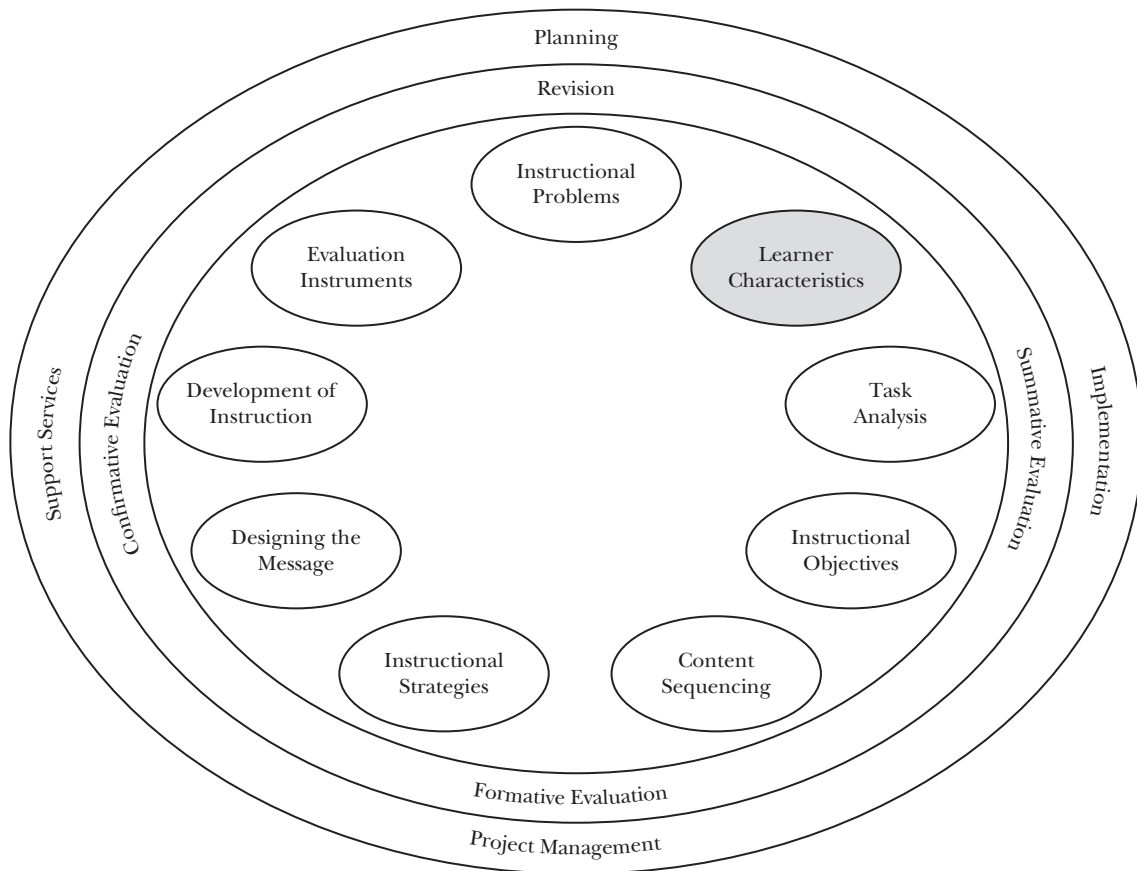 Planning
Revision
Instructional
Problems
Evaluation
Instruments
Learner
Characteristics
Development of
Instruction
Task
Analysis
Support Services
Confirmative Evaluation
Summative Evaluation
Implementation
Designing the
Message
Instructional
Objectives
Instructional
Strategies
Content
Sequencing
Formative Evaluation
Project Management